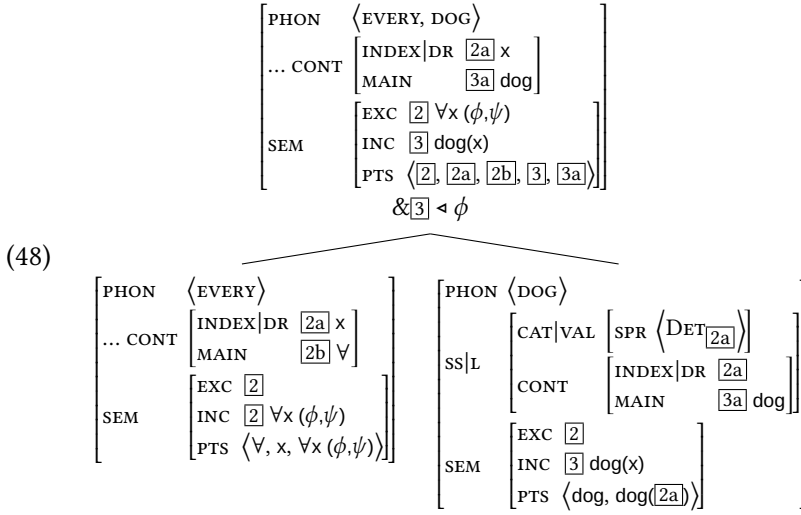 PHON ⟨EVERY, DOG⟩
... CONT [INDEX|DR [2a] x
MAIN [3a] dog]
SEM [EXC [2] ∀x (ϕ,ψ)
INC [3] dog(x)
PTS ⟨[2], [2a], [2b], [3], [3a]⟩]
&[3] ◁ ϕ
(48)
PHON ⟨EVERY⟩
... CONT [INDEX|DR [2a] x
MAIN [2b] ∀]
SEM [EXC [2]
INC [2] ∀x (ϕ,ψ)
PTS ⟨∀, x, ∀x (ϕ,ψ)⟩]
PHON ⟨DOG⟩
SS|L [CAT|VAL [SPR ⟨DET[2a]⟩]
CONT [INDEX|DR [2a]
MAIN [3a] dog]]
SEM [EXC [2]
INC [3] dog(x)
PTS ⟨dog, dog([2a])⟩]